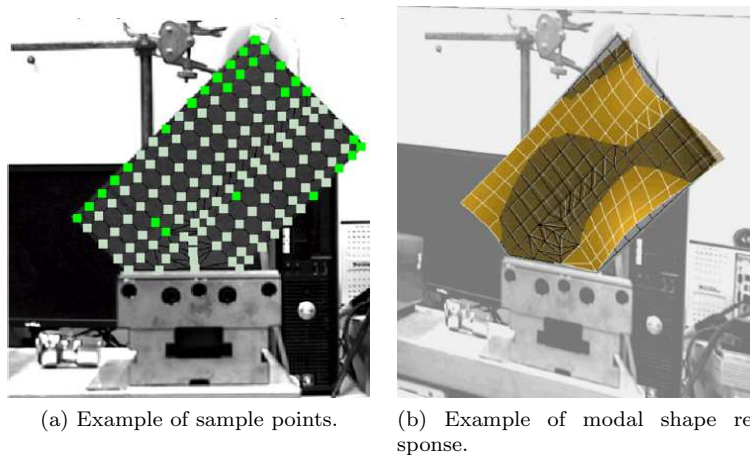 (a) Example of sample points.
(b) Example of modal shape re
sponse.